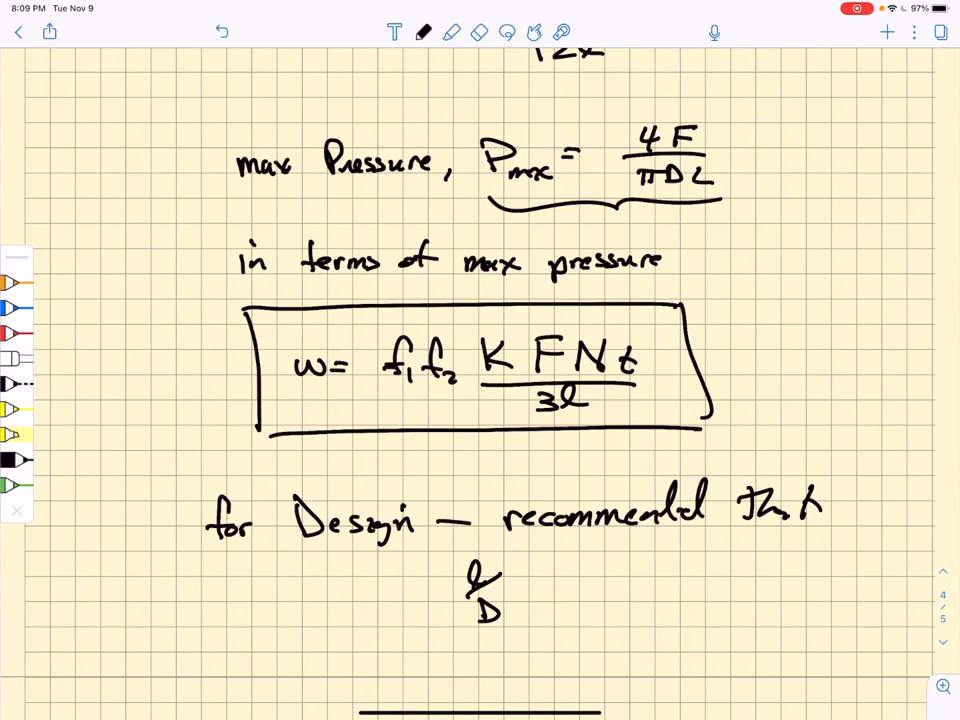 8:09 PM Tue Nov 9
97%
12x
max Pressure, Pmax = 4F / πDL
in terms of max pressure
w = f₁f₂ KFNt / 3l
for Design — recommended that
l/D
4
/
5